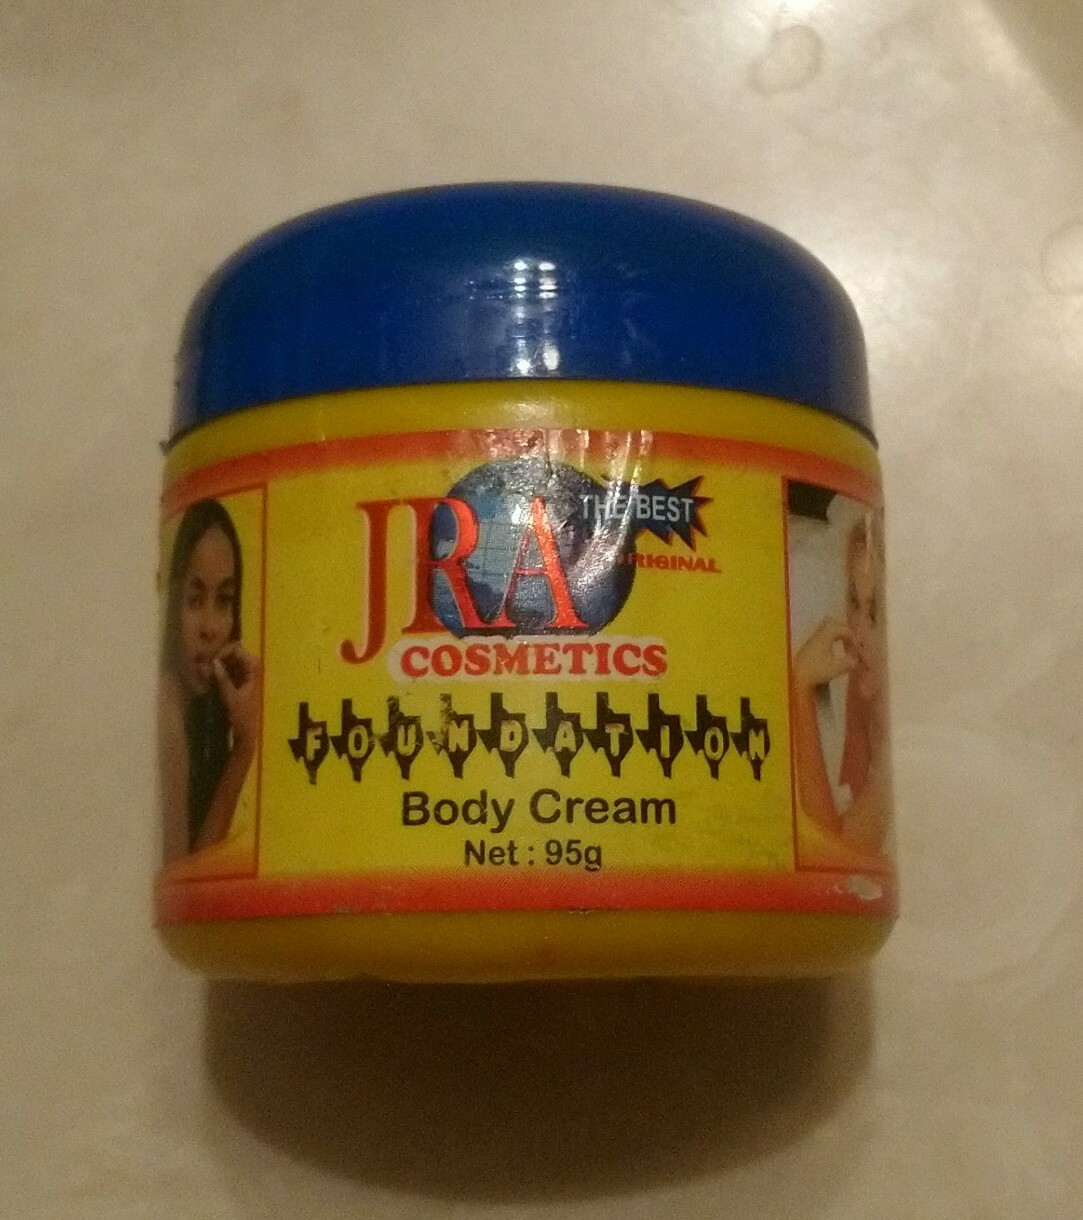 JRA
THE BEST
ORIGINAL
COSMETICS
FOUNDATION
Body Cream
Net : 95g